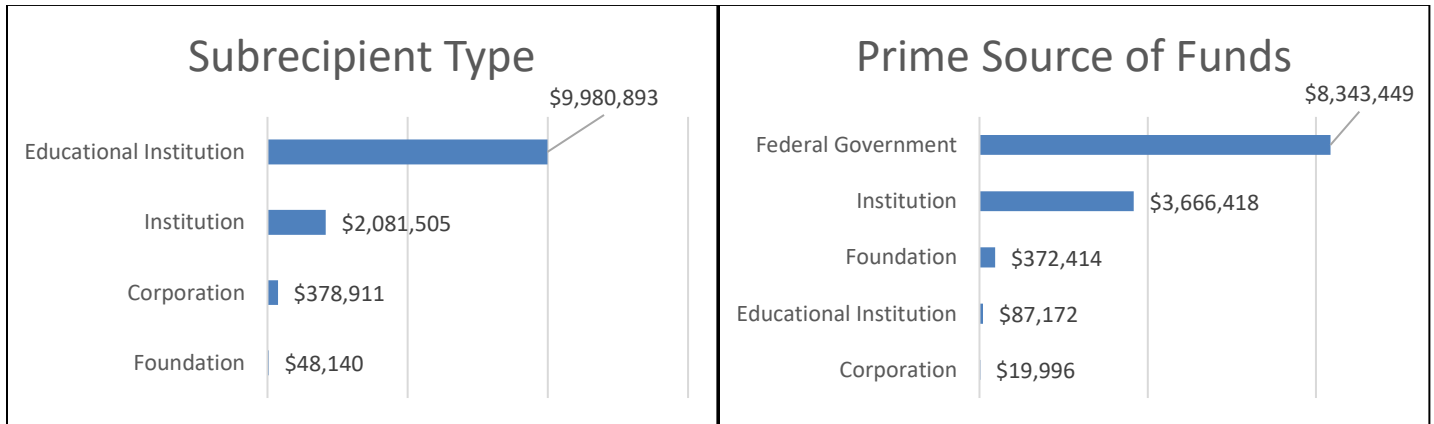 Subrecipient Type
$9,980,893
Educational Institution
Institution
$2,081,505
Corporation
$378,911
Foundation
$48,140
Prime Source of Funds
$8,343,449
Federal Government
Institution
$3,666,418
Foundation
$372,414
Educational Institution
$87,172
Corporation
$19,996